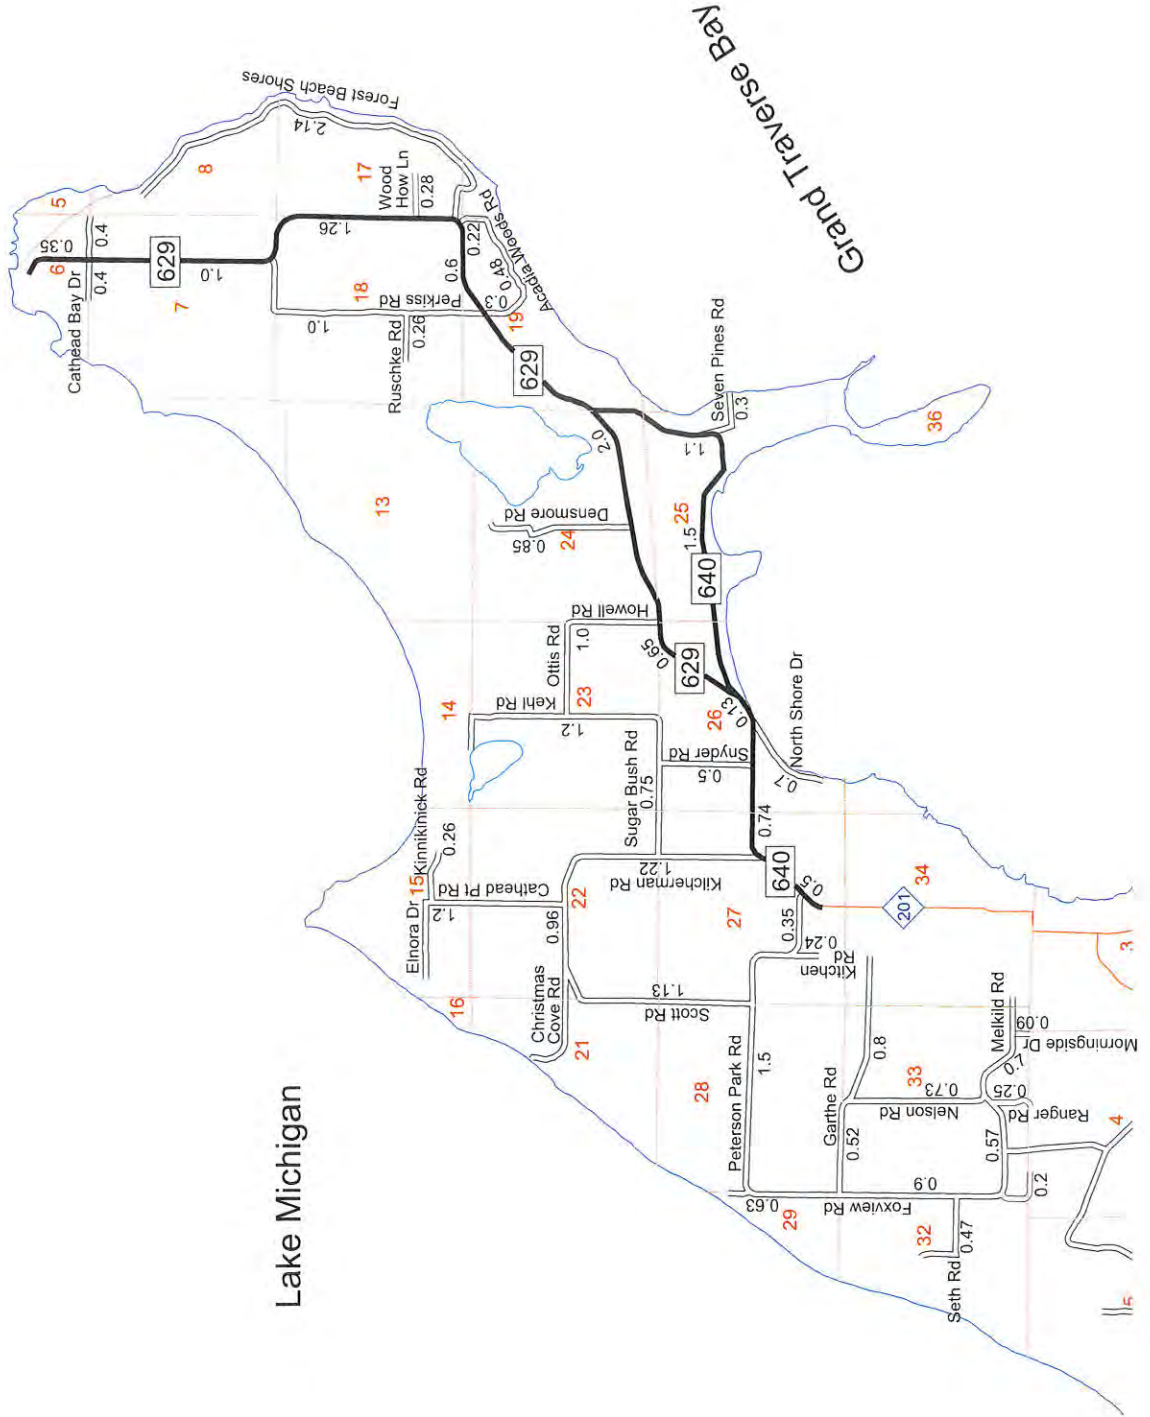 Grand Traverse Bay
Forest Beach Shores
2.14
8
5
17
Wood
How Ln
0.28
0.35
6
0.4
0.4
Cathead Bay Dr
629
1.0
7
1.26
0.22
0.6
Acadia Woods Rd
0.48
0.3
18
Perkiss Rd
19
1.0
Ruschke Rd
0.26
629
Seven Pines Rd
0.3
36
2.0
1.1
13
Densmore Rd
0.85
24
25
1.5
640
Howell Rd
Ottis Rd
1.0
0.65
629
14
Kehl Rd
23
1.2
26
0.13
North Shore Dr
0.7
Snyder Rd
0.5
Sugar Bush Rd
0.75
0.74
Kinnikinick Rd
0.26
15
Elnora Dr
Cathead Pt Rd
1.2
22
0.96
1.22
Kilcherman Rd
640
0.5
27
0.35
0.24
Kitchen
Rd
34
201
3
16
Christmas
Cove Rd
21
1.13
Scott Rd
28
Peterson Park Rd
1.5
Garthe Rd
0.8
33
0.73
Nelson Rd
0.52
Melkild Rd
0.09
Morningside Dr
0.7
0.25
Ranger Rd
0.57
4
0.63
29
Foxview Rd
0.9
0.2
32
0.47
Seth Rd
5
Lake Michigan